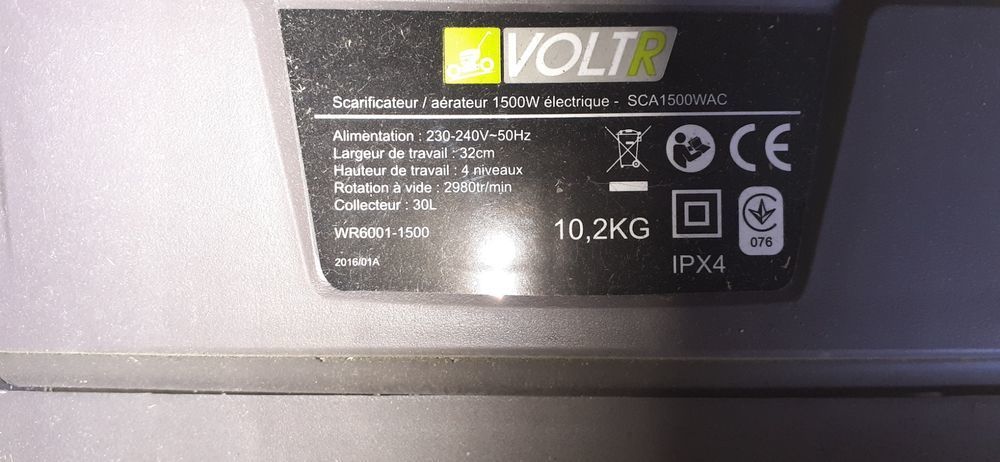 VOLTR
Scarificateur / aérateur 1500W électrique - SCA1500WAC
Alimentation : 230-240V~50Hz
Largeur de travail : 32cm
Hauteur de travail : 4 niveaux
Rotation à vide : 2980tr/min
Collecteur : 30L
WR6001-1500
10,2KG
2016/01A
CE
076
IPX4